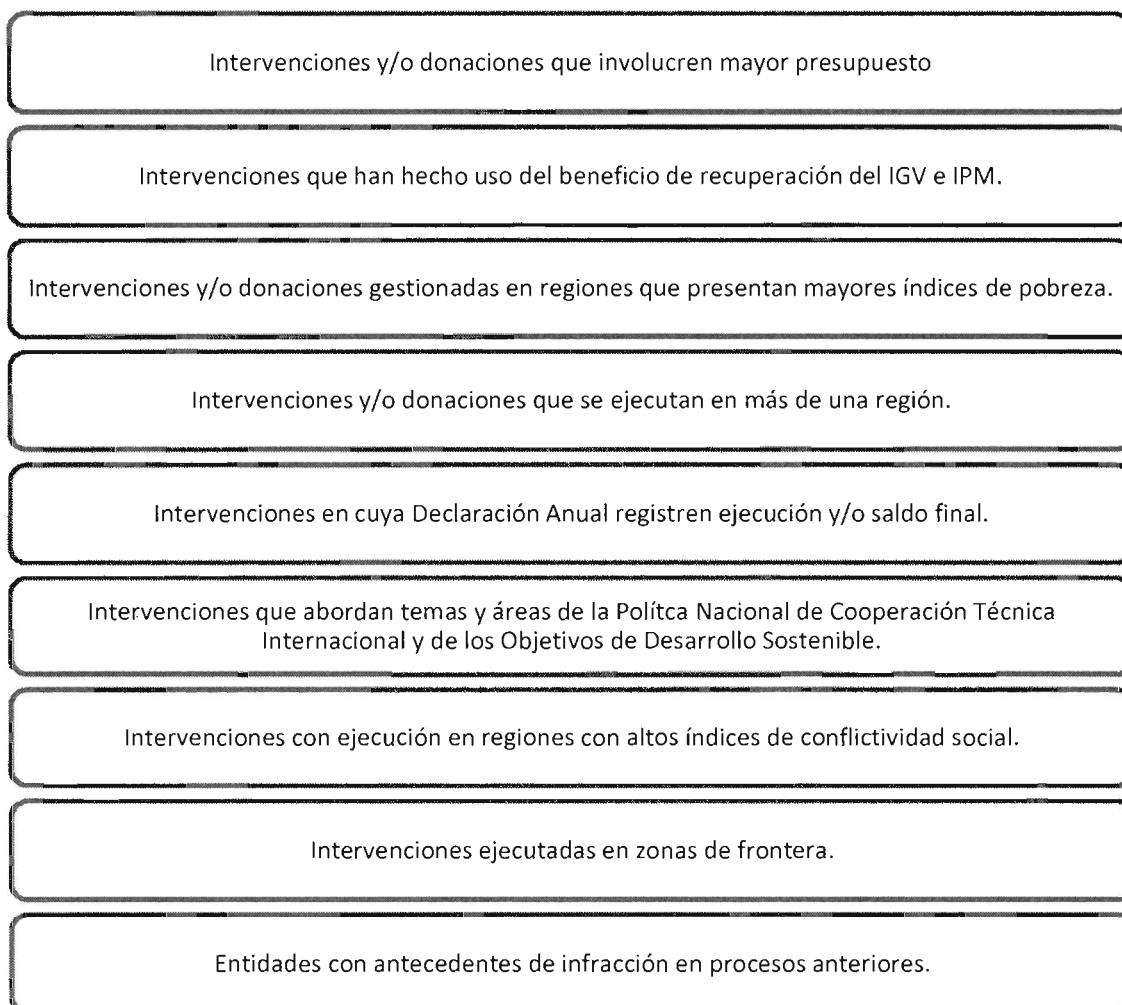 Intervenciones y/o donaciones que involucren mayor presupuesto
Intervenciones que han hecho uso del beneficio de recuperación del IGV e IPM.
Intervenciones y/o donaciones gestionadas en regiones que presentan mayores índices de pobreza.
Intervenciones y/o donaciones que se ejecutan en más de una región.
Intervenciones en cuya Declaración Anual registren ejecución y/o saldo final.
Intervenciones que abordan temas y áreas de la Polítca Nacional de Cooperación Técnica
Internacional y de los Objetivos de Desarrollo Sostenible.
Intervenciones con ejecución en regiones con altos índices de conflictividad social.
Intervenciones ejecutadas en zonas de frontera.
Entidades con antecedentes de infracción en procesos anteriores.